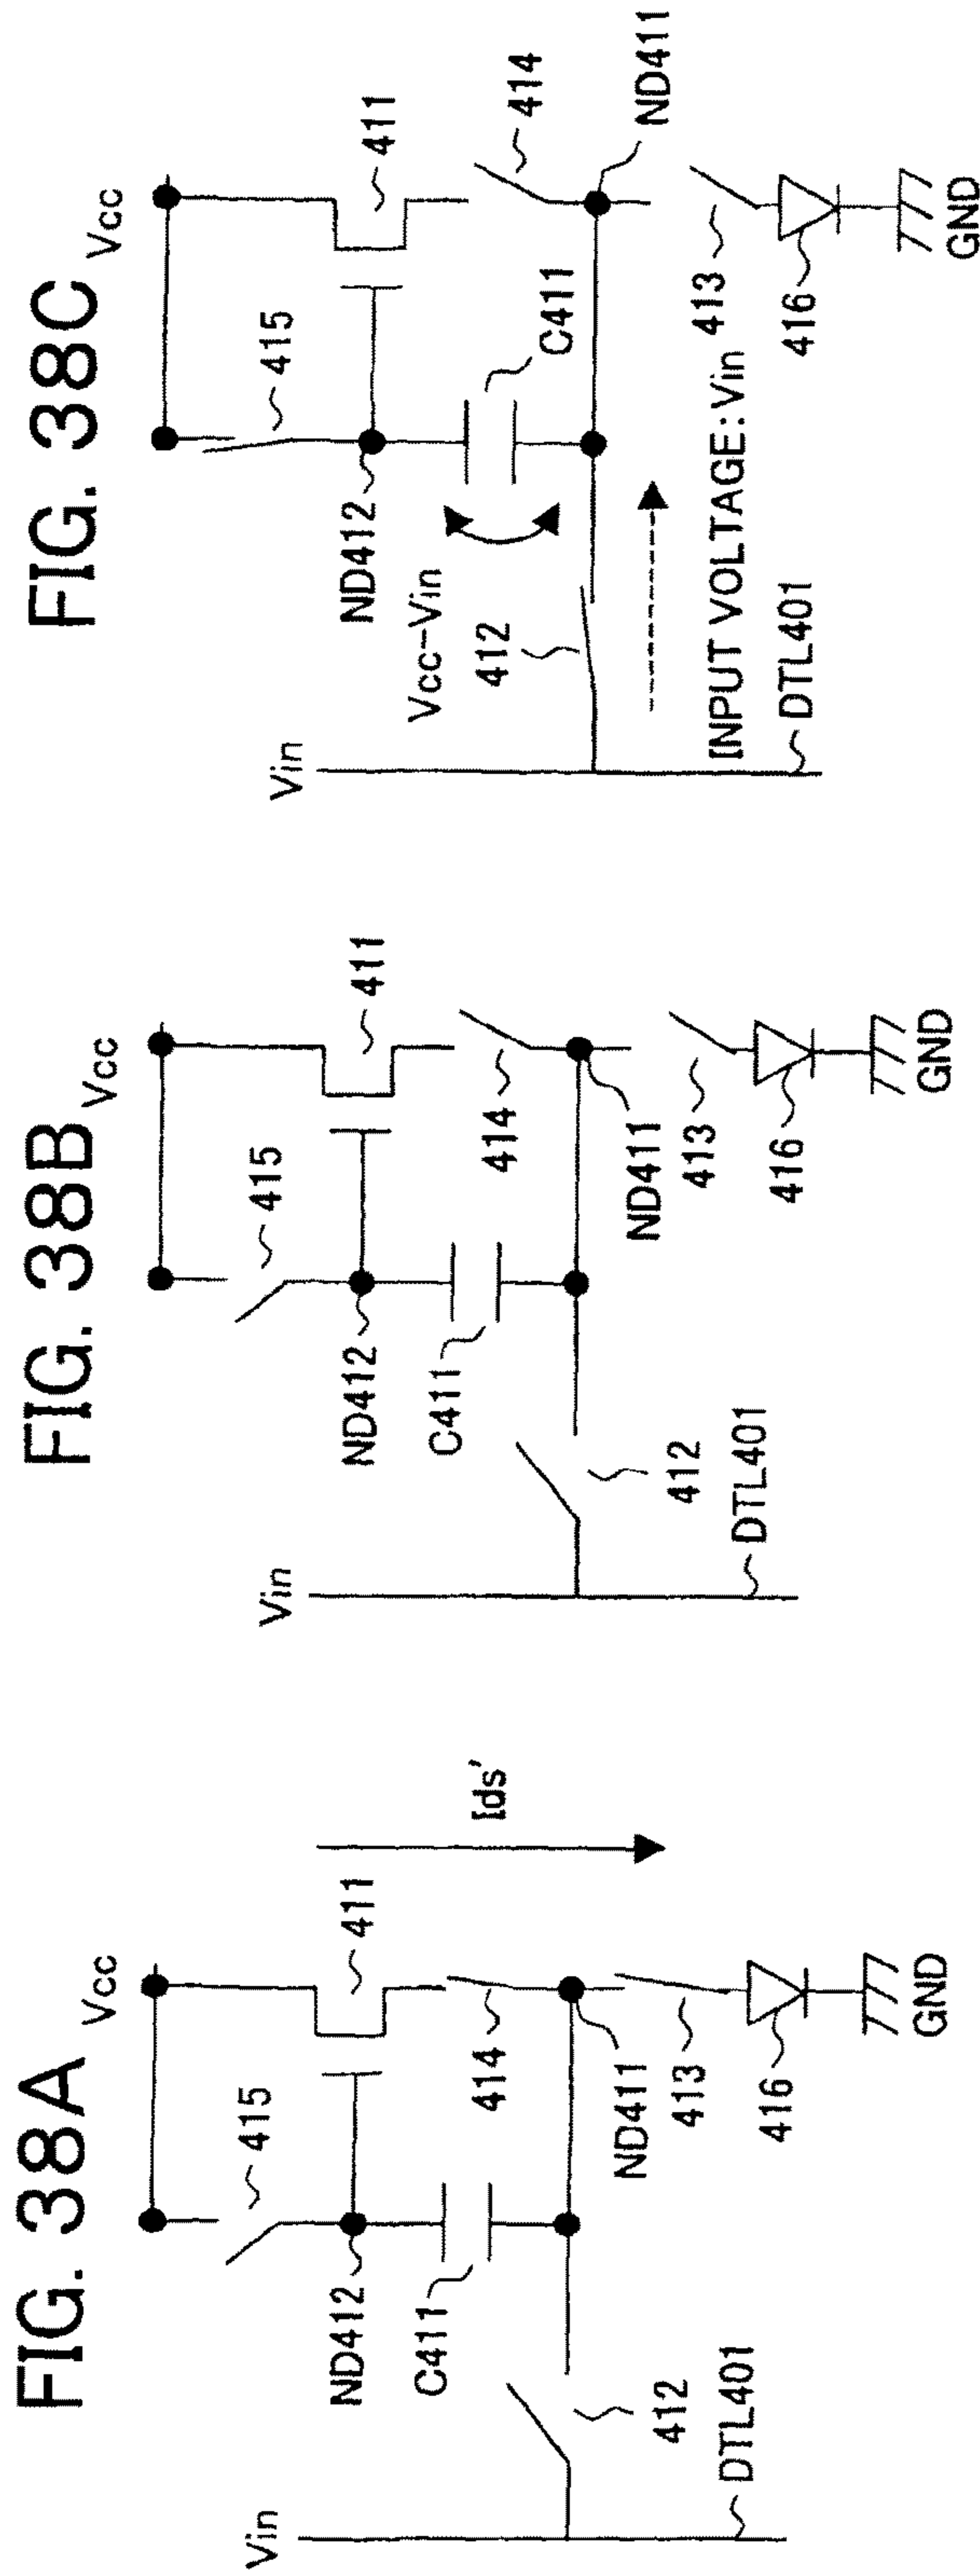 FIG. 38A
Vcc
415
411
Ids'
ND412
414
C411
ND411
413
412
416
Vin
DTL401
GND
FIG. 38B
Vcc
415
411
ND412
414
C411
ND411
413
412
416
Vin
DTL401
GND
FIG. 38C
Vcc
415
411
ND412
414
Vcc-Vin
C411
ND411
412
413
INPUT VOLTAGE:Vin
416
Vin
DTL401
GND